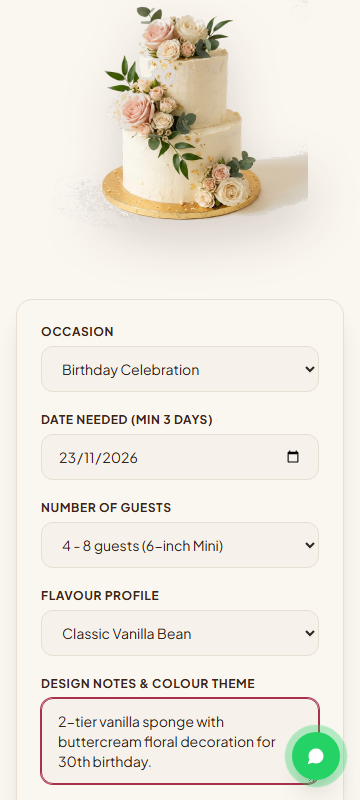 OCCASION
Birthday Celebration
DATE NEEDED (MIN 3 DAYS)
23/11/2026
NUMBER OF GUESTS
4 - 8 guests (6-inch Mini)
FLAVOUR PROFILE
Classic Vanilla Bean
DESIGN NOTES & COLOUR THEME
2-tier vanilla sponge with
buttercream floral decoration for
30th birthday.